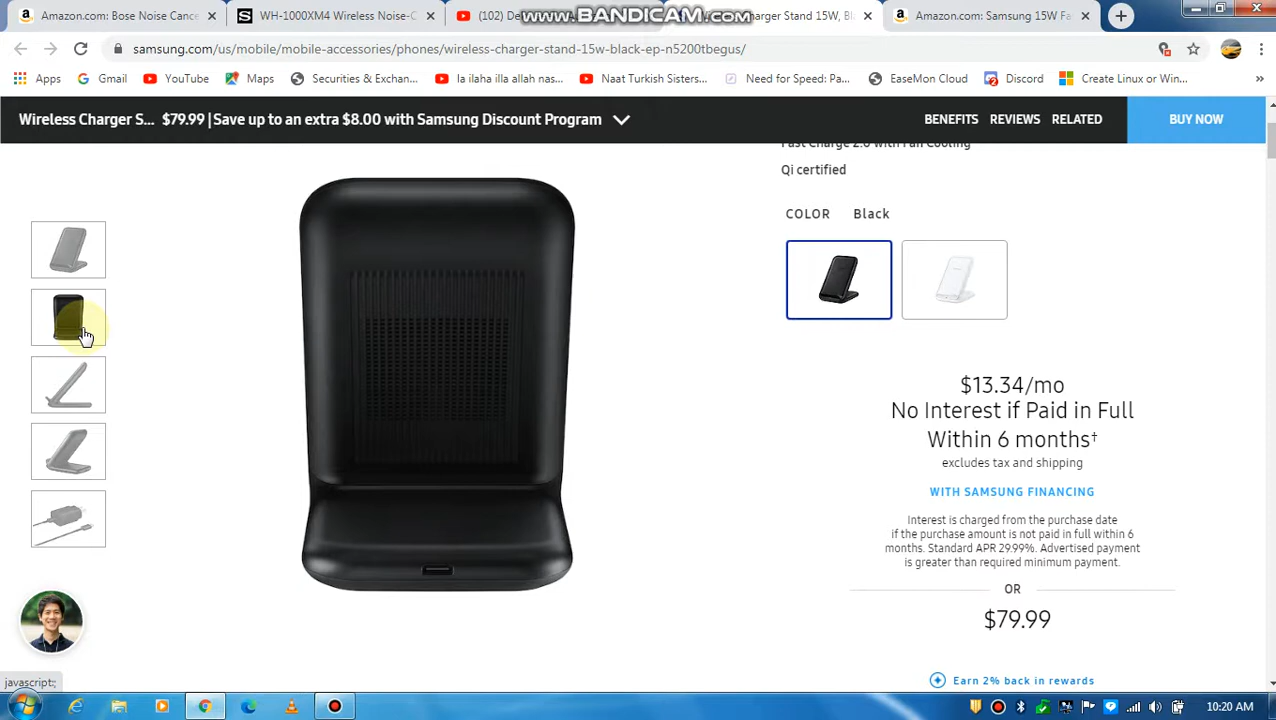 Amazon.com: Bose Noise Cance
WH-1000XM4 Wireless Noise-C
(102) De
www.BANDICAM.com
harger Stand 15W, Bl
Amazon.com: Samsung 15W Fa
samsung.com/us/mobile/mobile-accessories/phones/wireless-charger-stand-15w-black-ep-n5200tbegus/
Apps
Gmail
YouTube
Maps
Securities & Exchan...
la ilaha illa allah nas...
Naat Turkish Sisters...
Need for Speed: Pa...
EaseMon Cloud
Discord
Create Linux or Win...
»
Wireless Charger S... $79.99 | Save up to an extra $8.00 with Samsung Discount Program
BENEFITS
REVIEWS
RELATED
BUY NOW
Fast Charge 2.0 with Fan Cooling
Qi certified
COLOR Black
$13.34/mo
No Interest if Paid in Full
Within 6 months†
excludes tax and shipping
WITH SAMSUNG FINANCING
Interest is charged from the purchase date
if the purchase amount is not paid in full within 6
months. Standard APR 29.99%. Advertised payment
is greater than required minimum payment.
OR
$79.99
Earn 2% back in rewards
javascript:;
10:20 AM